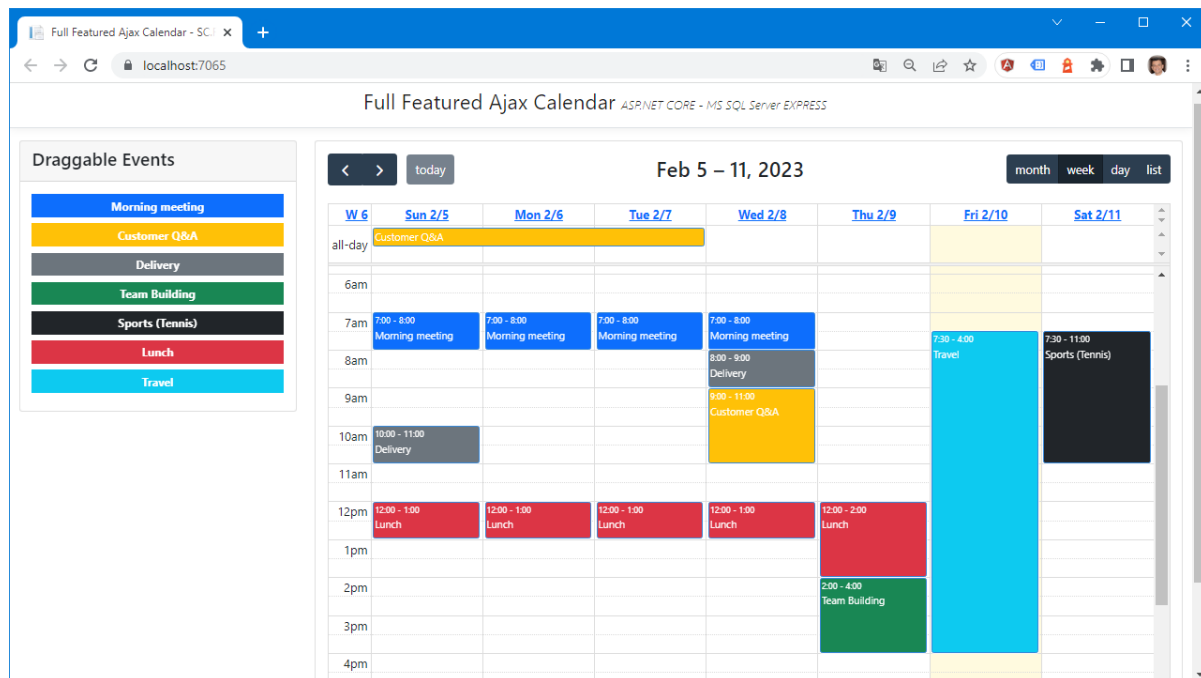 Full Featured Ajax Calendar - SC.
localhost:7065
Full Featured Ajax Calendar ASP.NET CORE - MS SQL Server EXPRESS
Draggable Events
Morning meeting
Customer Q&A
Delivery
Team Building
Sports (Tennis)
Lunch
Travel
today
Feb 5 – 11, 2023
month week day list
W 6 Sun 2/5 Mon 2/6 Tue 2/7 Wed 2/8 Thu 2/9 Fri 2/10 Sat 2/11
all-day Customer Q&A
6am
7am 7:00 - 8:00 7:00 - 8:00 7:00 - 8:00 7:00 - 8:00
Morning meeting Morning meeting Morning meeting Morning meeting
7:30 - 4:00 7:30 - 11:00
Travel Sports (Tennis)
8am 8:00 - 9:00
Delivery
9am 9:00 - 11:00
Customer Q&A
10am 10:00 - 11:00
Delivery
11am
12pm 12:00 - 1:00 12:00 - 1:00 12:00 - 1:00 12:00 - 1:00 12:00 - 2:00
Lunch Lunch Lunch Lunch Lunch
1pm
2pm 2:00 - 4:00
Team Building
3pm
4pm